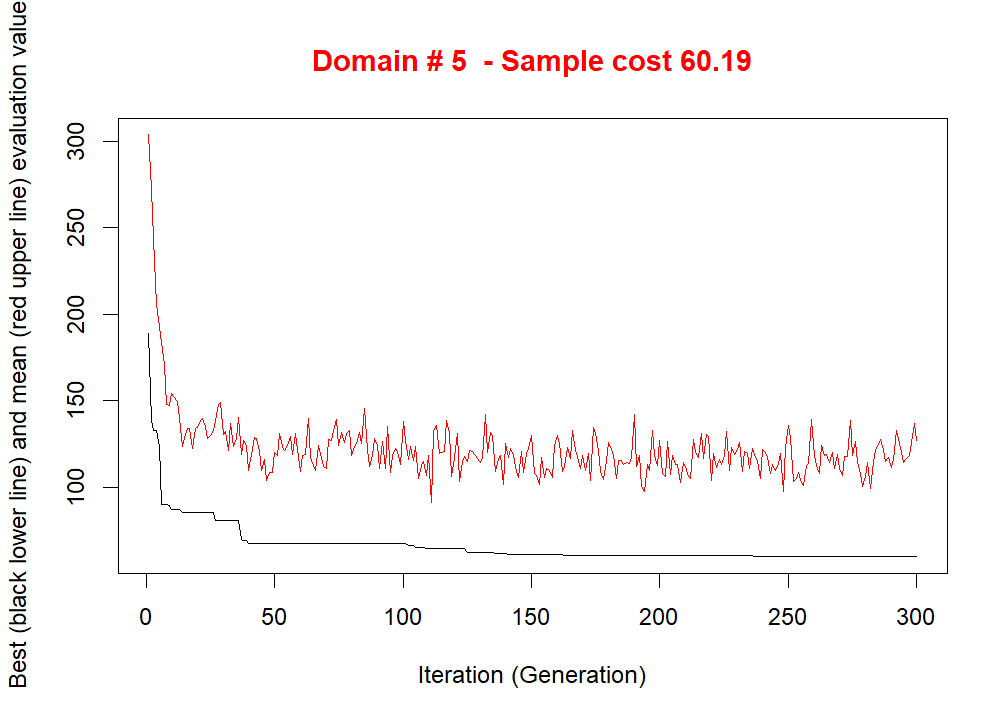 Domain # 5  - Sample cost 60.19
Best (black lower line) and mean (red upper line) evaluation value
300
250
200
150
100
0 50 100 150 200 250 300
Iteration (Generation)